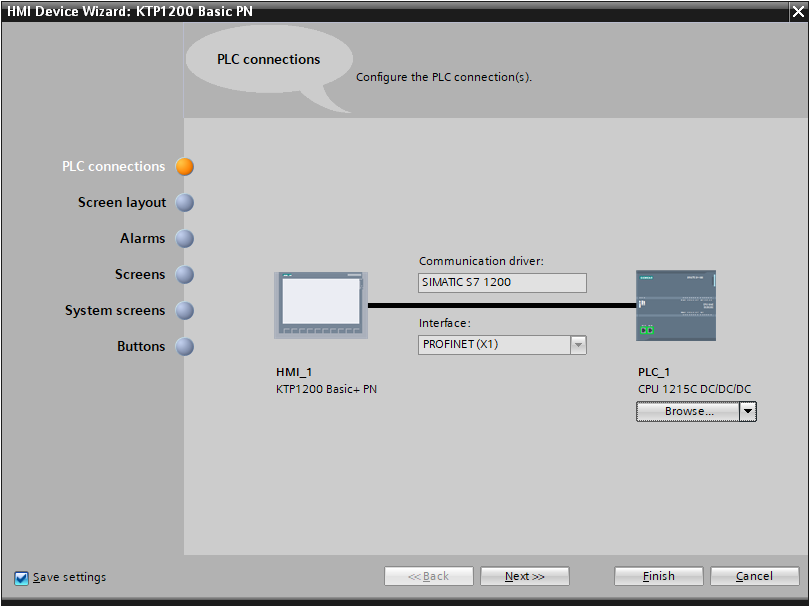 HMI Device Wizard: KTP1200 Basic PN
PLC connections
Configure the PLC connection(s).
PLC connections
Screen layout
Alarms
Screens
System screens
Buttons
Communication driver:
SIMATIC S7 1200
Interface:
PROFINET (X1)
HMI_1
KTP1200 Basic+ PN
PLC_1
CPU 1215C DC/DC/DC
Browse...
Save settings
<< Back
Next >>
Finish
Cancel